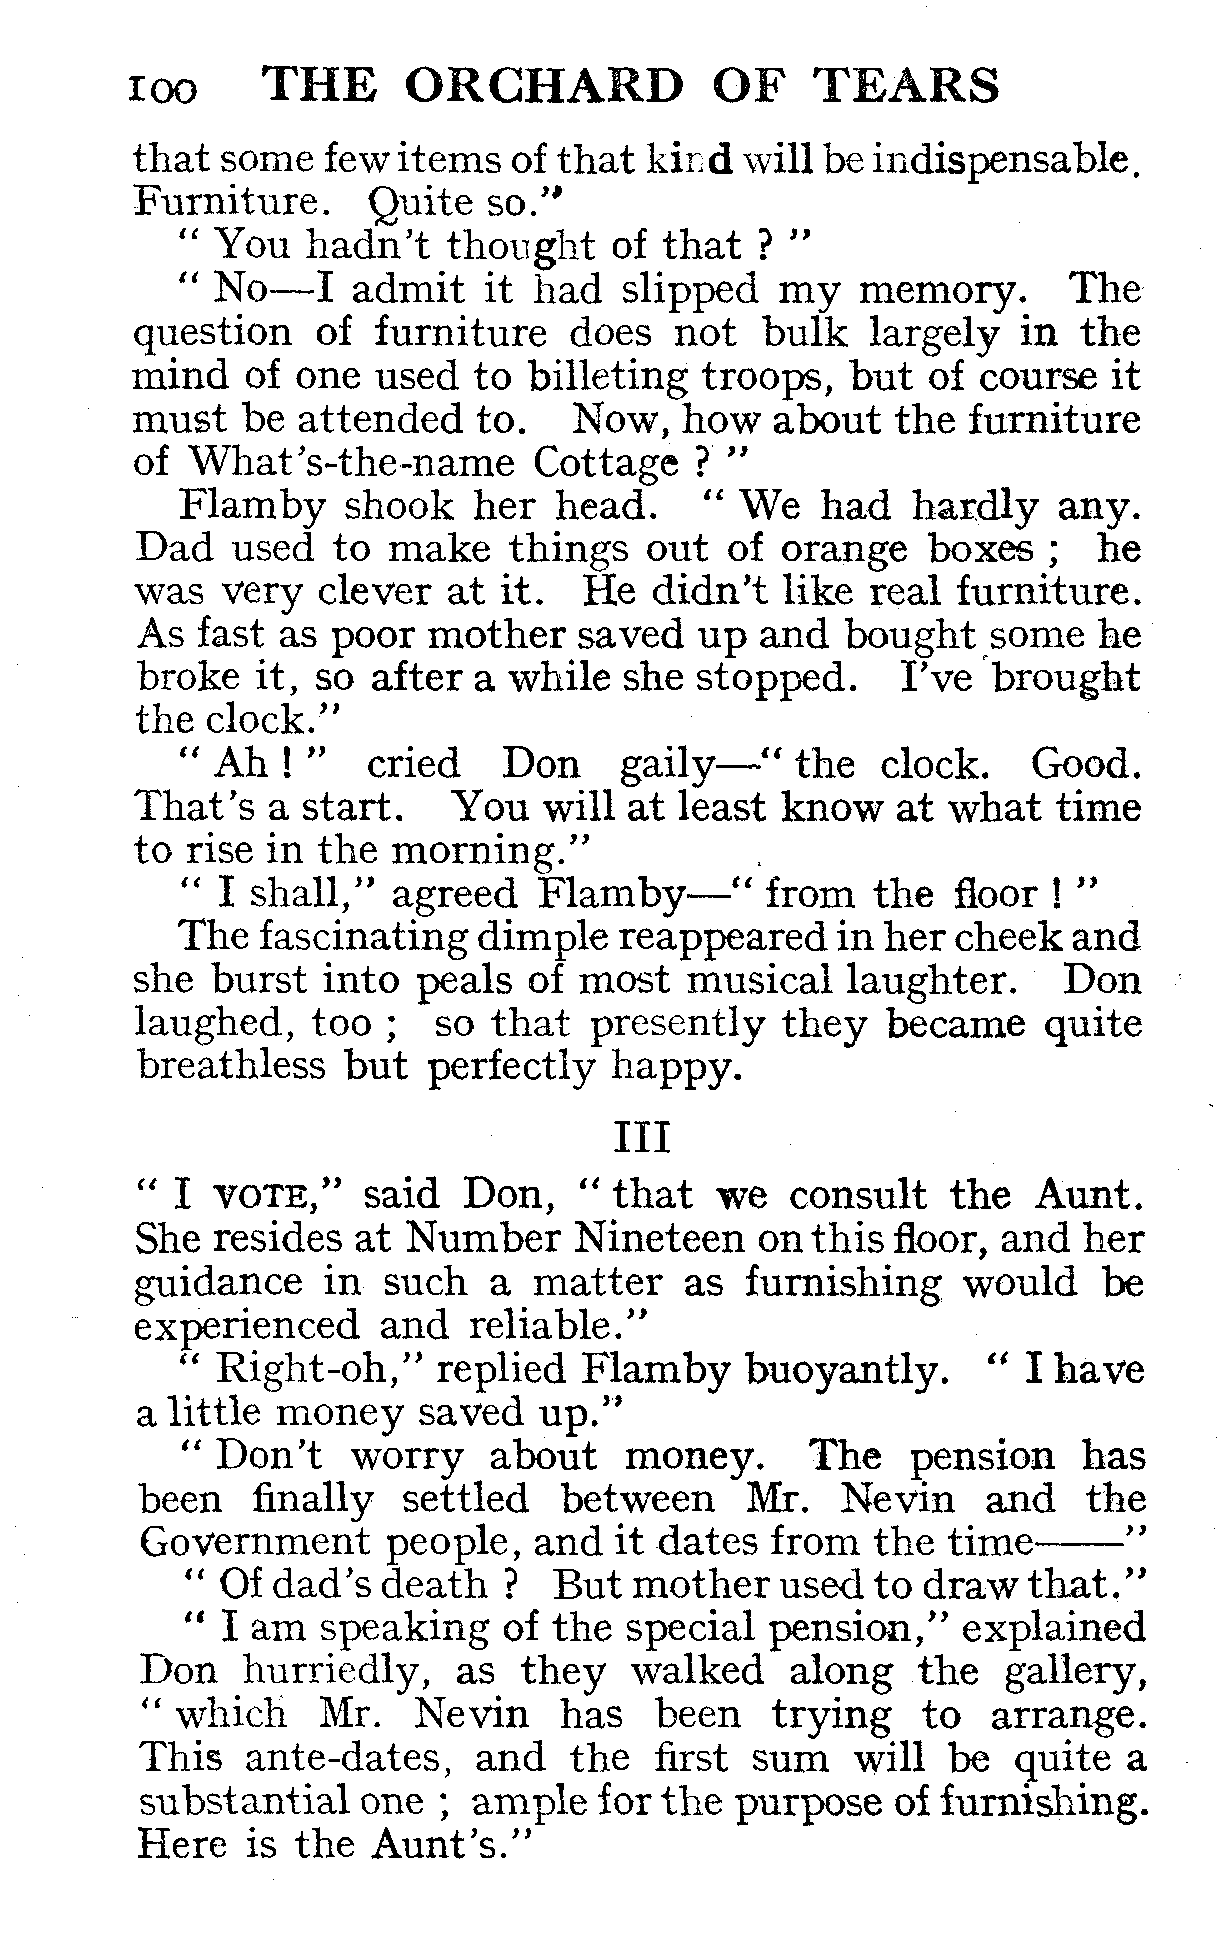 100 THE ORCHARD OF TEARS
that some few items of that kind will be indispensable.
Furniture. Quite so."
" You hadn't thought of that ? "
" No—I admit it had slipped my memory. The
question of furniture does not bulk largely in the
mind of one used to billeting troops, but of course it
must be attended to. Now, how about the furniture
of What's-the-name Cottage ? "
Flamby shook her head. " We had hardly any.
Dad used to make things out of orange boxes ; he
was very clever at it. He didn't like real furniture.
As fast as poor mother saved up and bought some he
broke it, so after a while she stopped. I've brought
the clock."
" Ah ! " cried Don gaily—" the clock. Good.
That's a start. You will at least know at what time
to rise in the morning."
" I shall," agreed Flamby—" from the floor ! "
The fascinating dimple reappeared in her cheek and
she burst into peals of most musical laughter. Don
laughed, too ; so that presently they became quite
breathless but perfectly happy.
III
" I VOTE," said Don, " that we consult the Aunt.
She resides at Number Nineteen on this floor, and her
guidance in such a matter as furnishing would be
experienced and reliable."
" Right-oh," replied Flamby buoyantly. " I have
a little money saved up."
" Don't worry about money. The pension has
been finally settled between Mr. Nevin and the
Government people, and it dates from the time——"
" Of dad's death ? But mother used to draw that."
" I am speaking of the special pension," explained
Don hurriedly, as they walked along the gallery,
" which Mr. Nevin has been trying to arrange.
This ante-dates, and the first sum will be quite a
substantial one ; ample for the purpose of furnishing.
Here is the Aunt's."